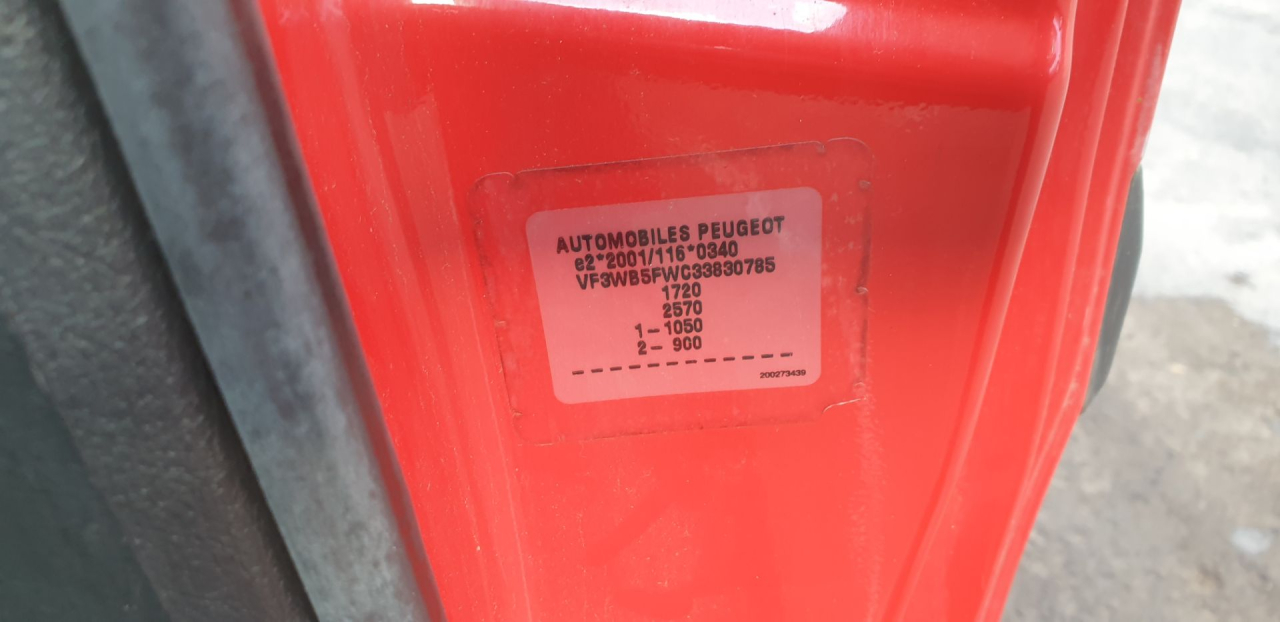 AUTOMOBILES PEUGEOT
e2*2001/116*0340
VF3WB5FWC33830785
1720
2570
1- 1050
2- 900
200273439